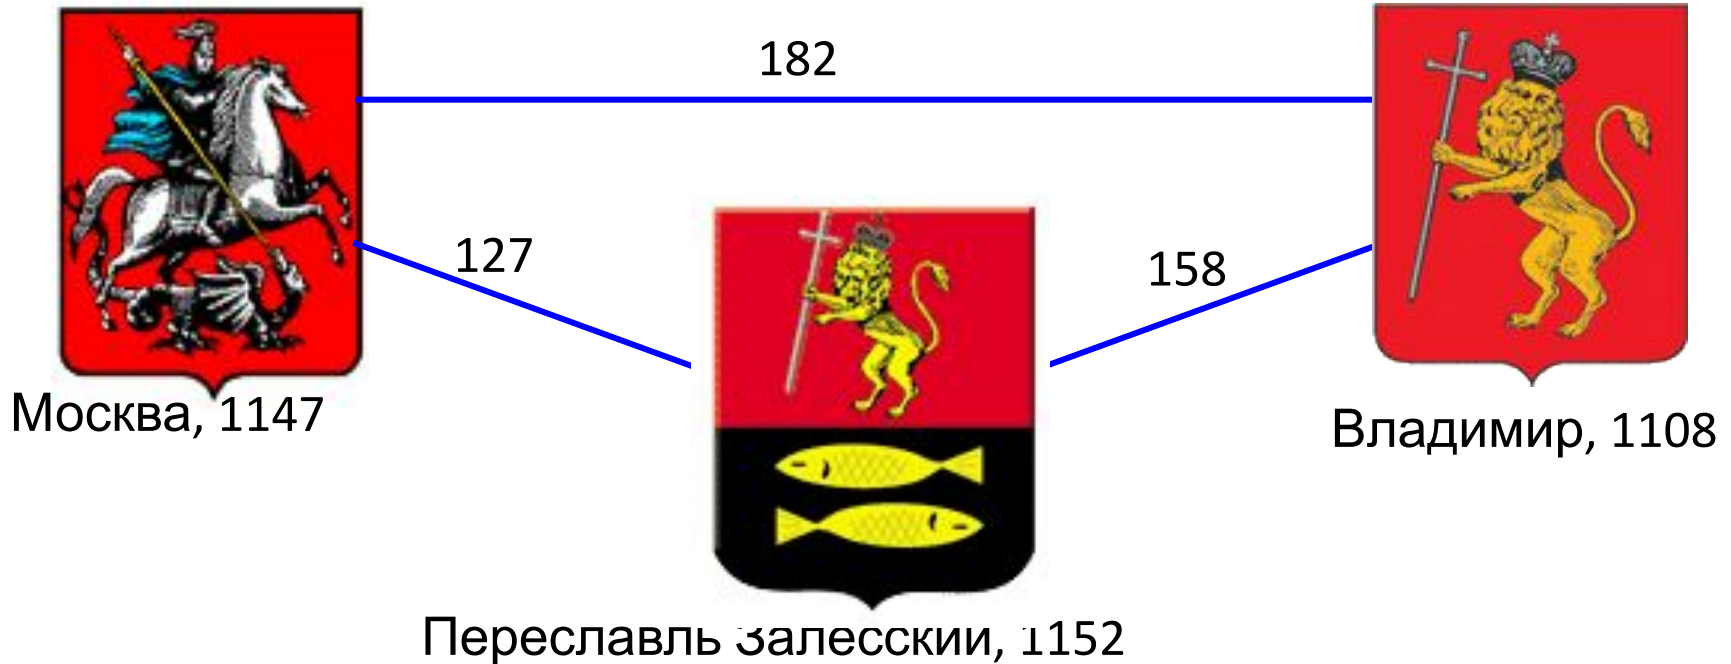 182
127
158
Москва, 1147
Владимир, 1108
Переславль Залесский, 1152